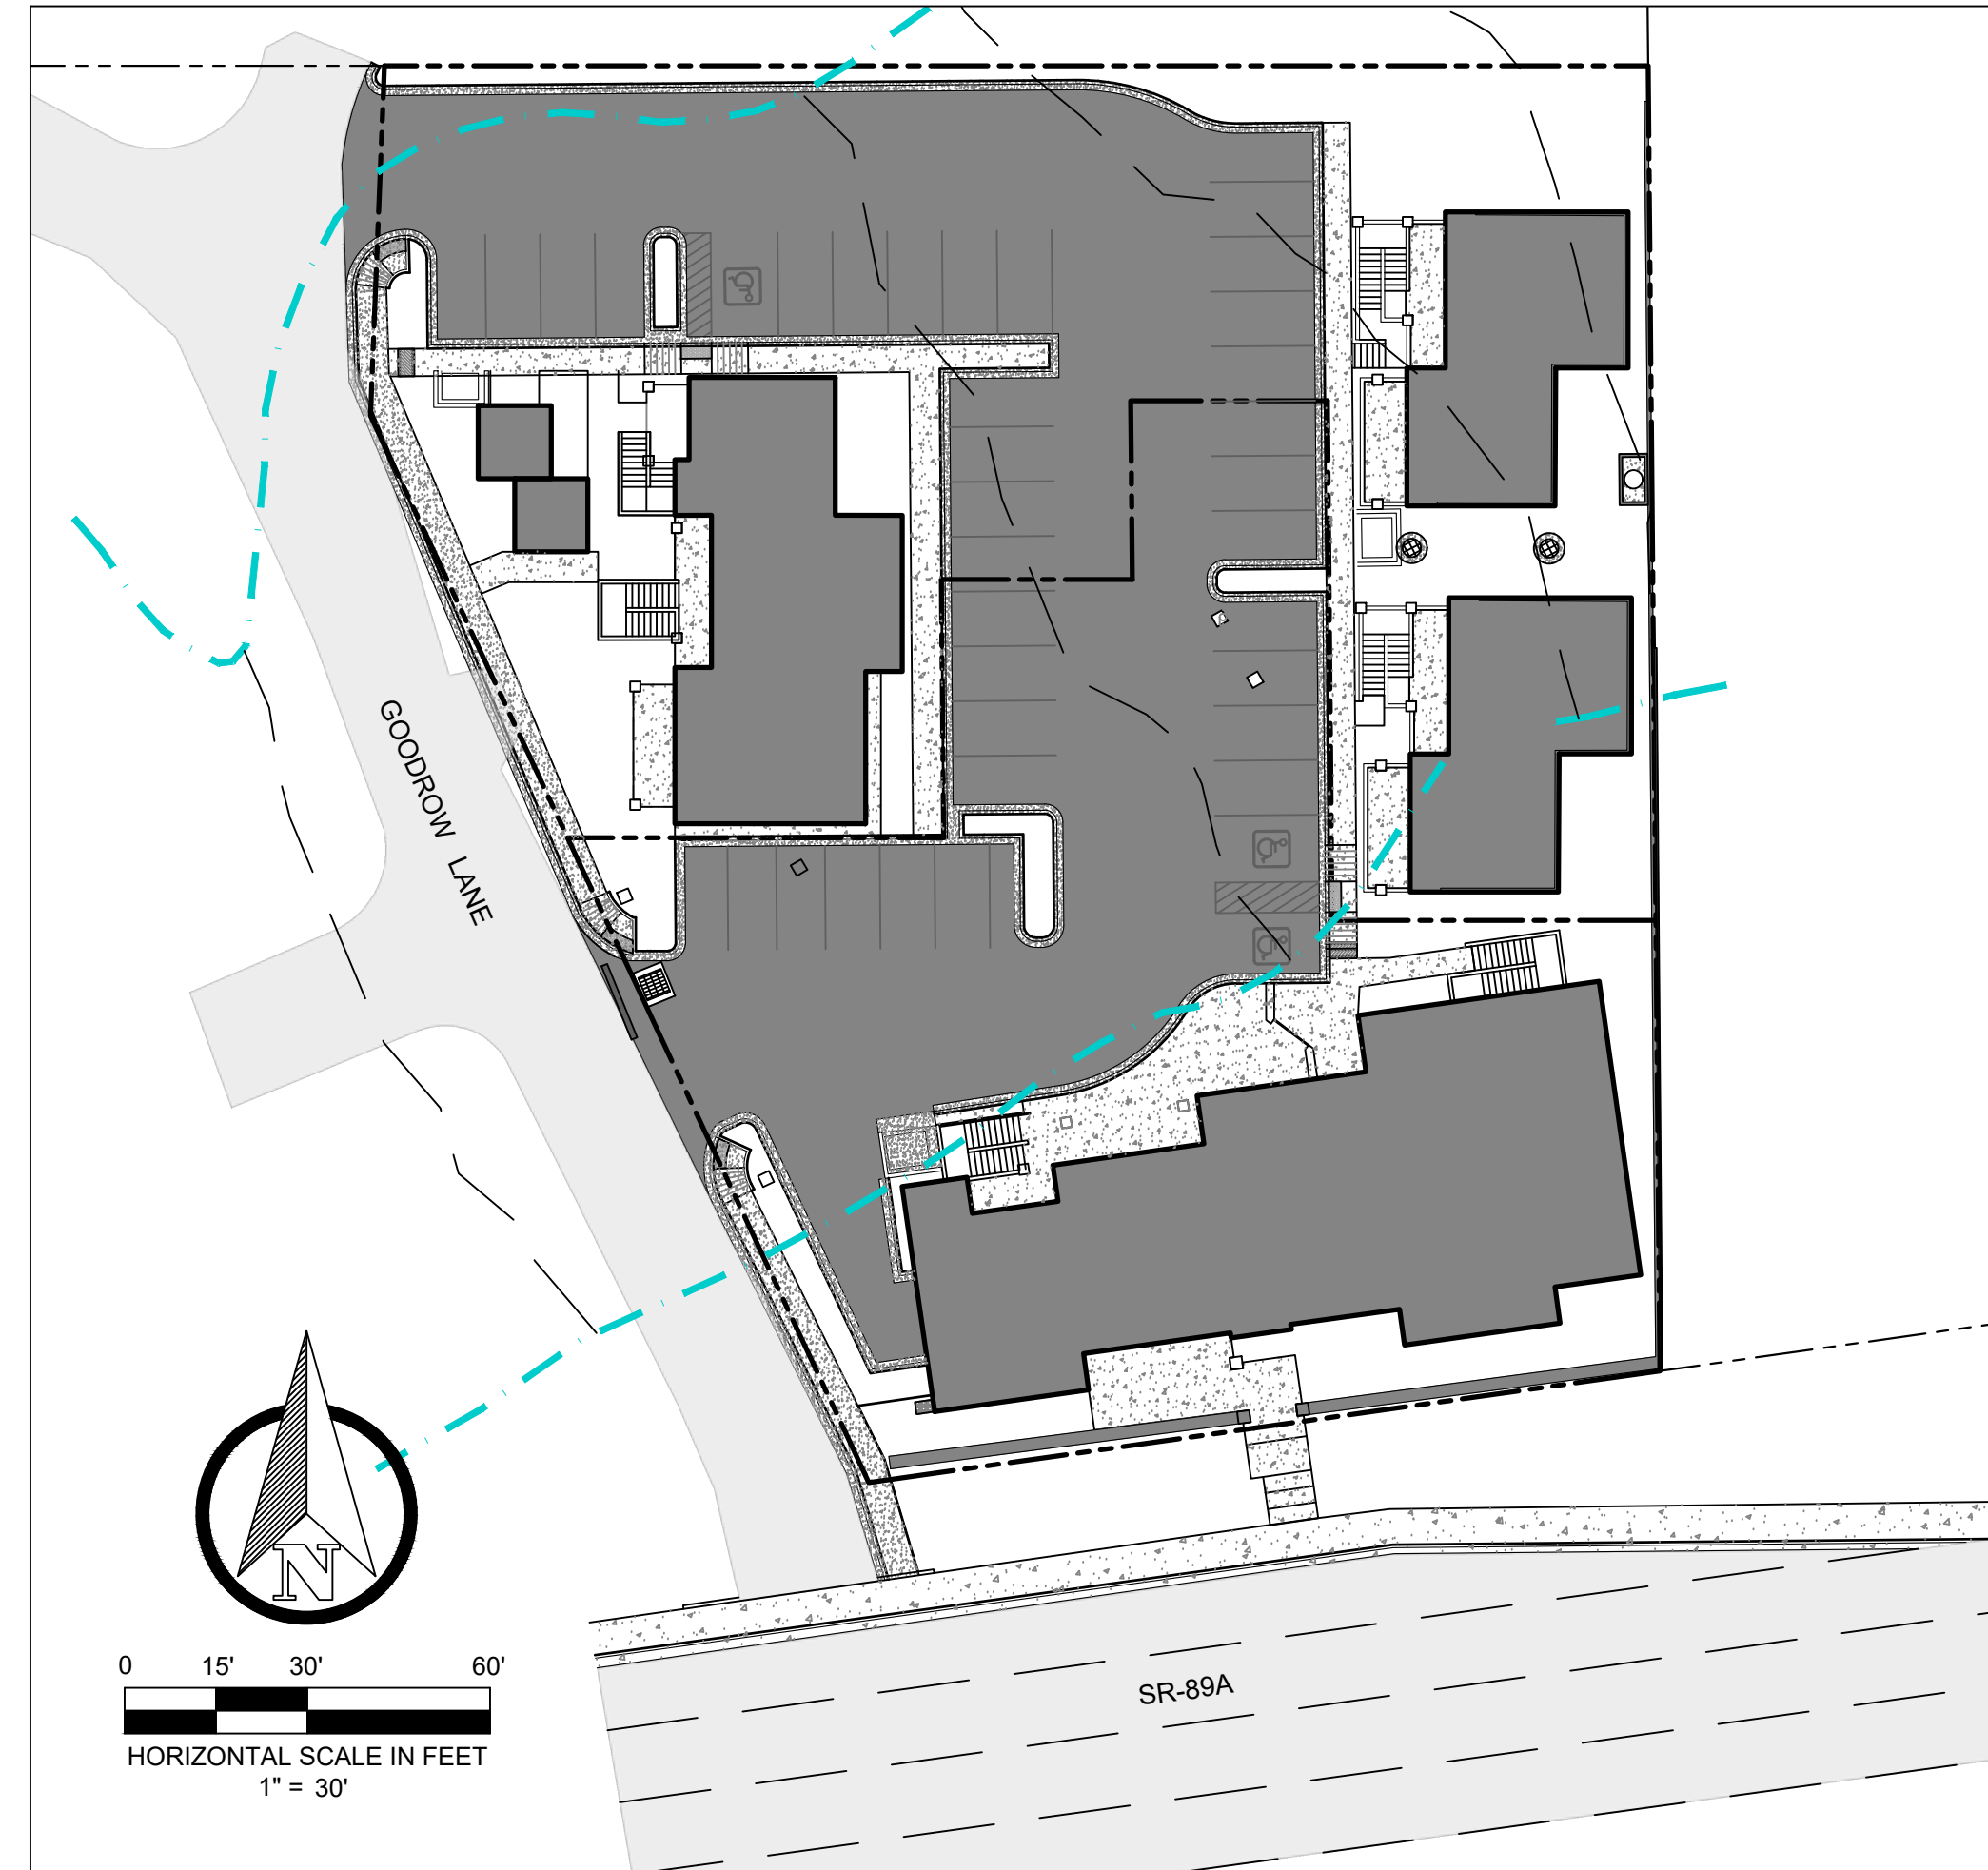 GOODROW LANE
N
0 15' 30' 60'
HORIZONTAL SCALE IN FEET
1" = 30'
SR-89A